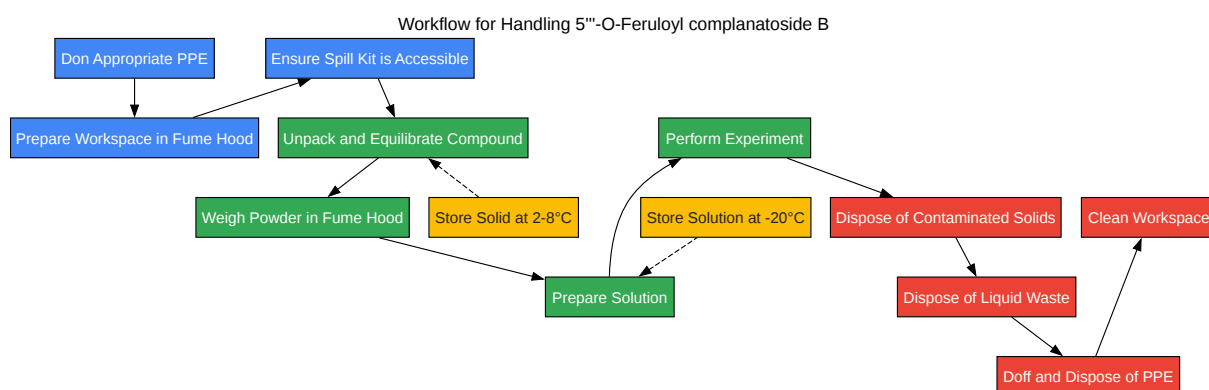 Workflow for Handling 5'''-O-Feruloyl complanatoside B
Don Appropriate PPE
Ensure Spill Kit is Accessible
Prepare Workspace in Fume Hood
Unpack and Equilibrate Compound
Perform Experiment
Weigh Powder in Fume Hood
Store Solid at 2-8°C
Store Solution at -20°C
Dispose of Contaminated Solids
Clean Workspace
Prepare Solution
Dispose of Liquid Waste
Doff and Dispose of PPE